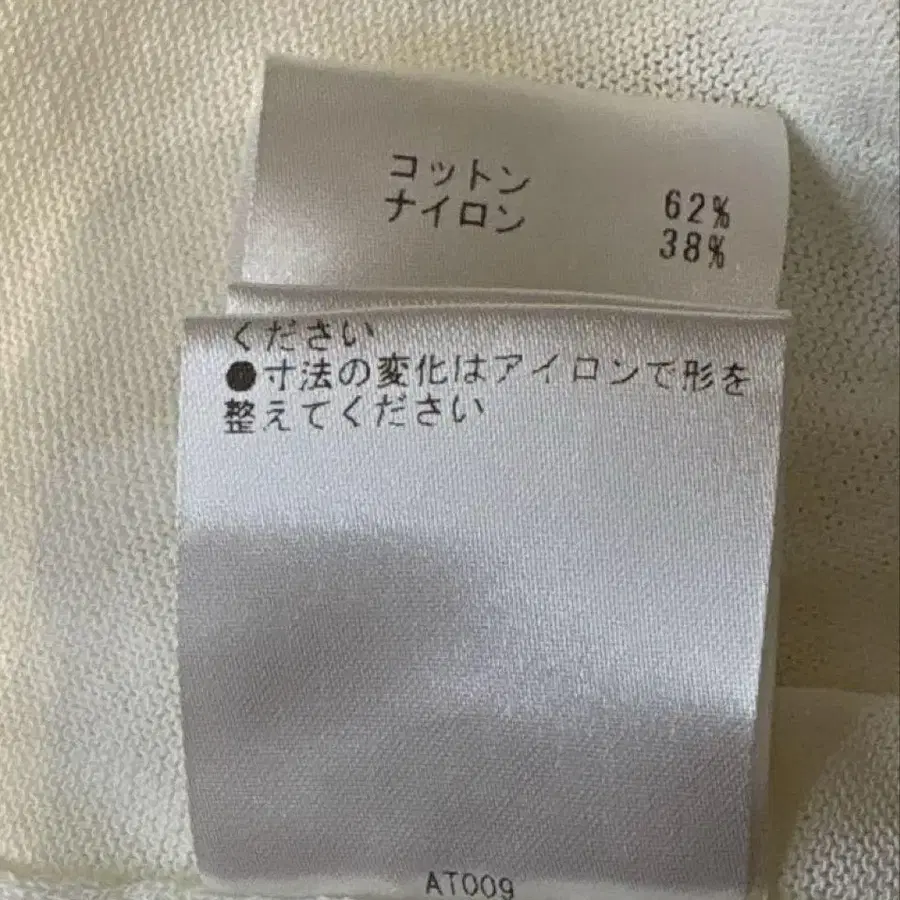 コットン 62%
ナイロン 38%
ください
●寸法の変化はアイロンで形を
整えてください
AT009